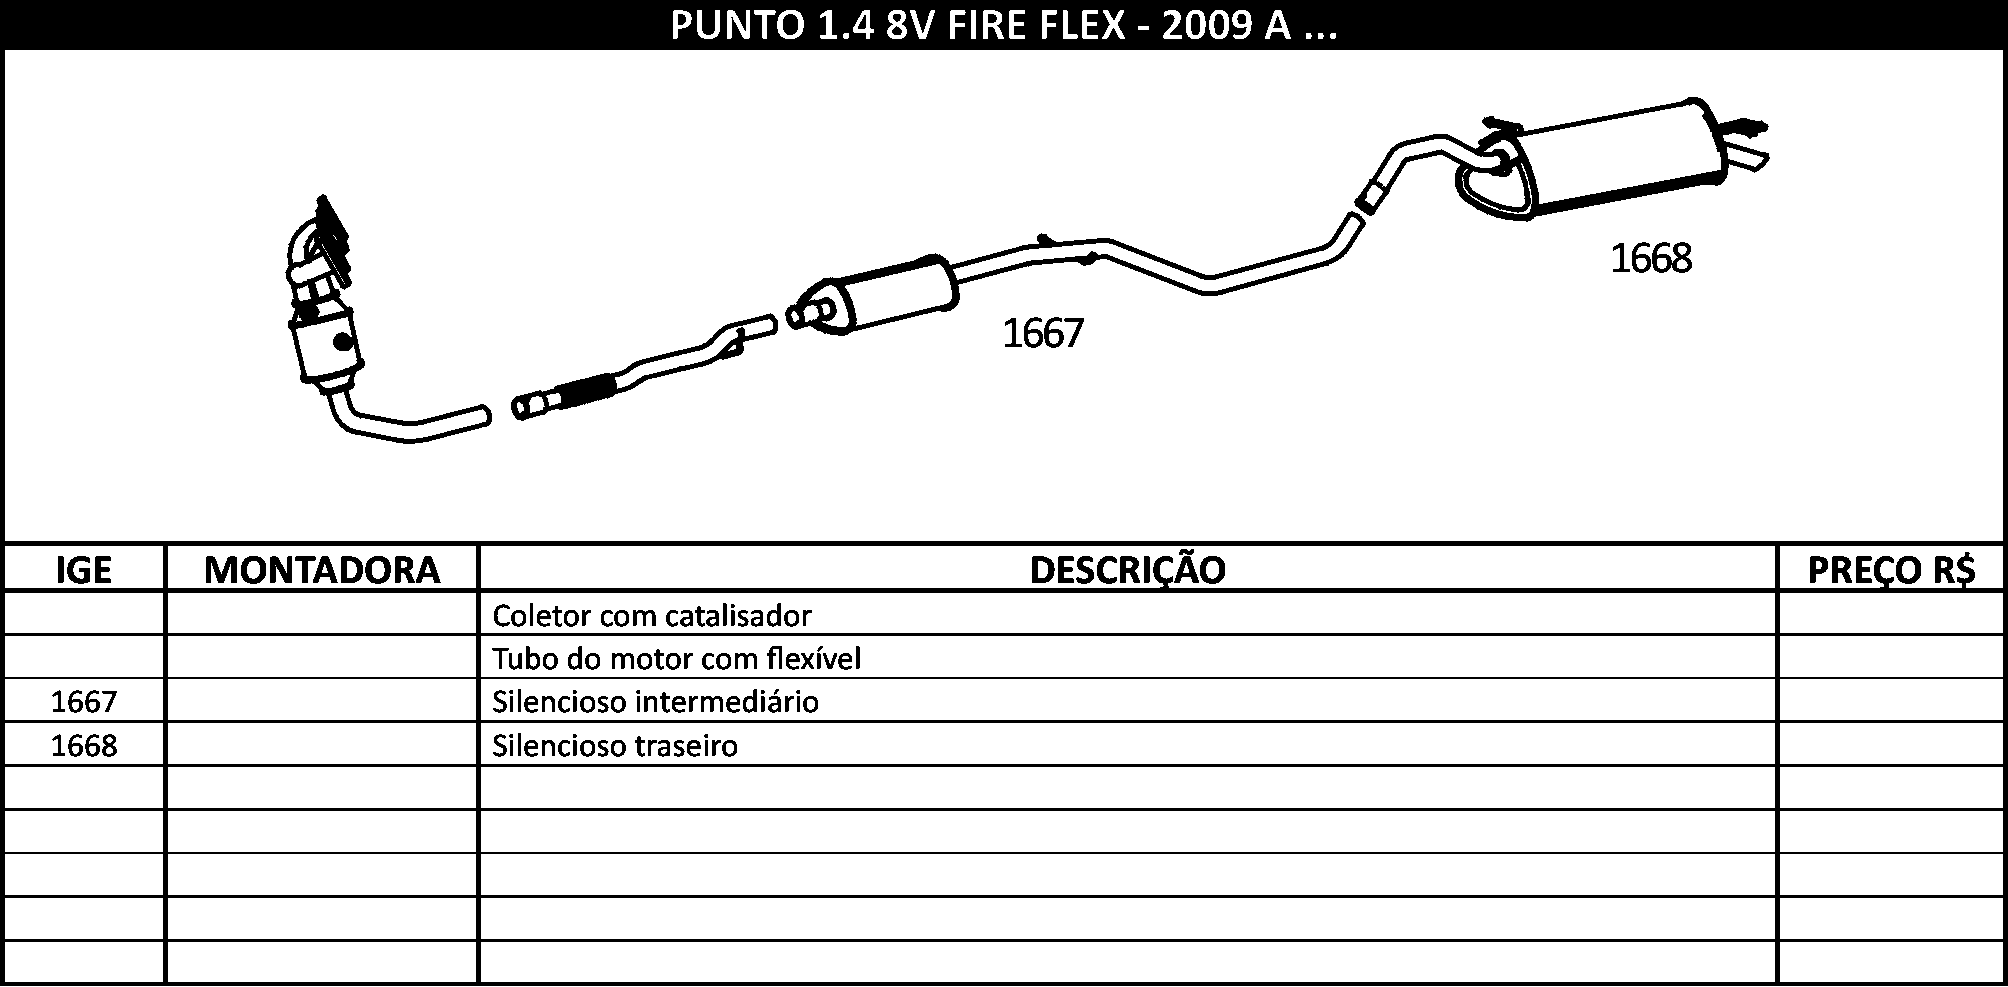 PUNTO 1.4 8V FIRE FLEX - 2009 A ...
1668
1667
IGE MONTADORA DESCRIÇÃO PREÇO R$
Coletor com catalisador
Tubo do motor com flexível
1667 Silencioso intermediário
1668 Silencioso traseiro